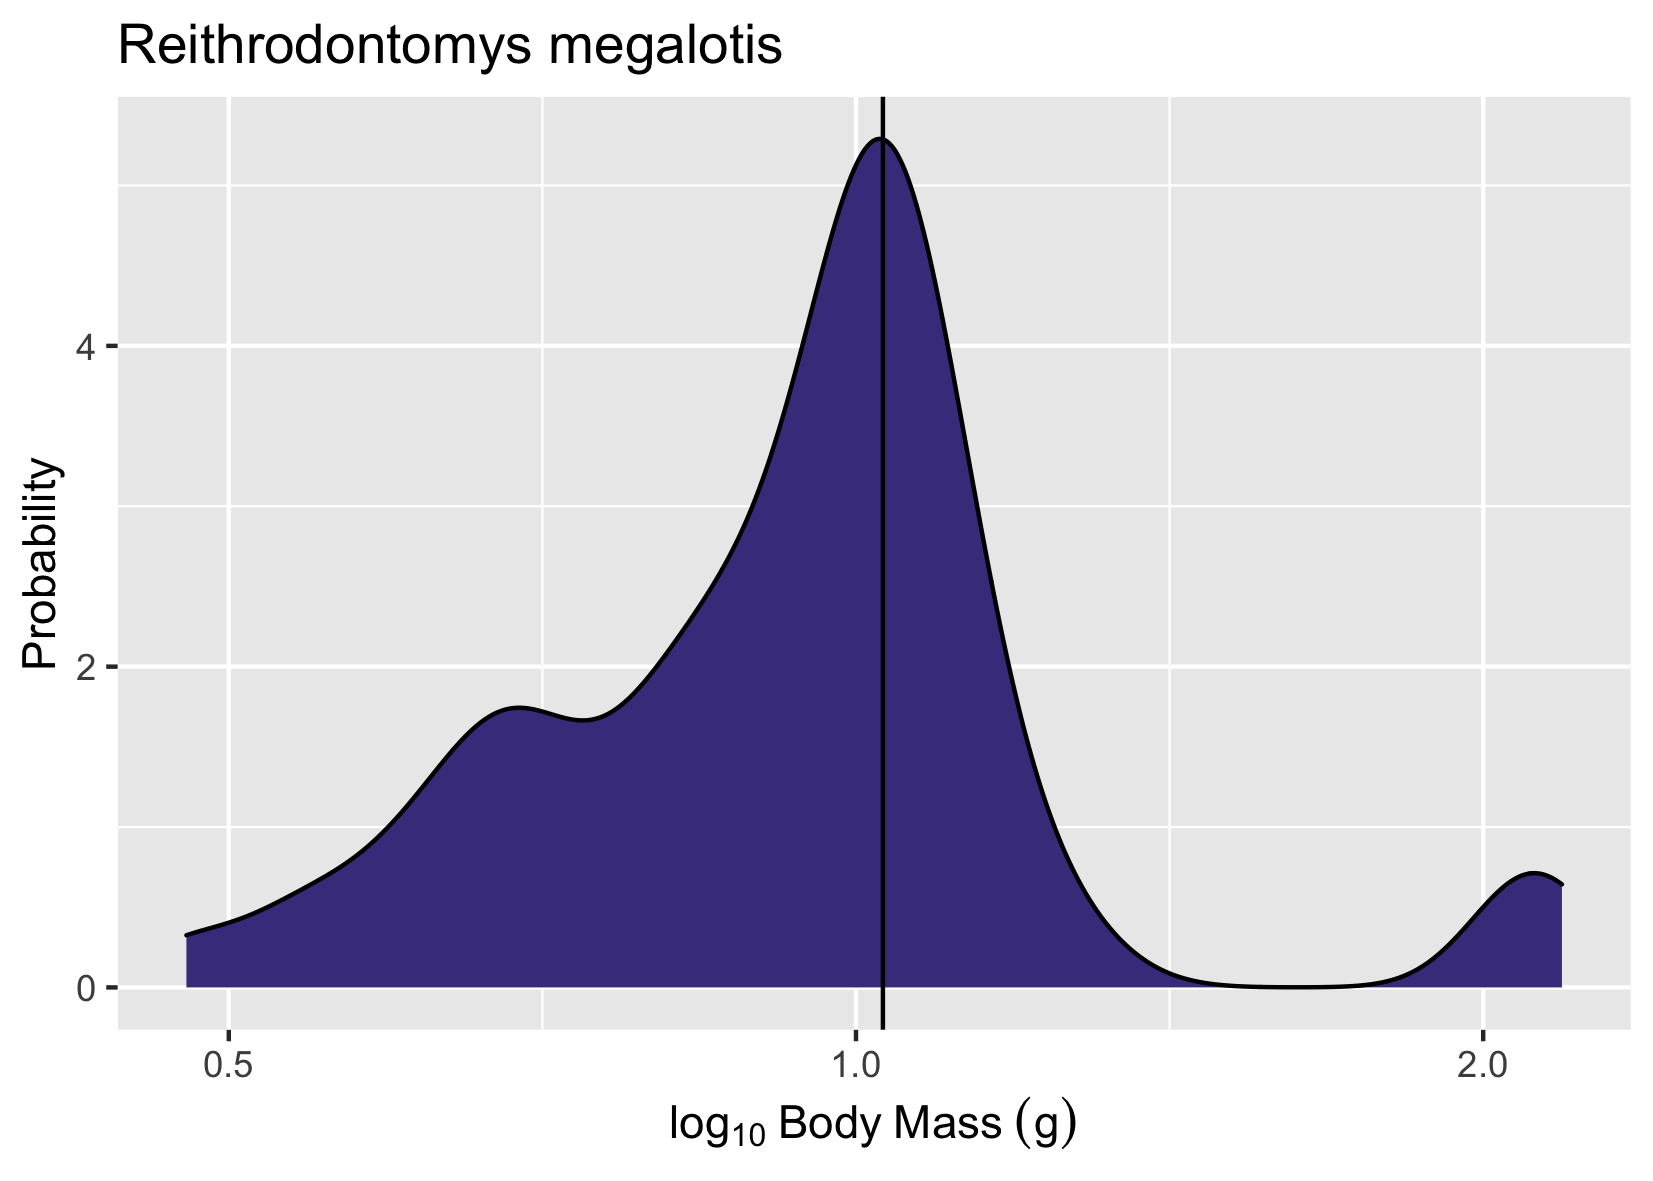 Reithrodontomys megalotis
Probability
4
2
0
0.5 1.0 2.0
log₁₀ Body Mass (g)